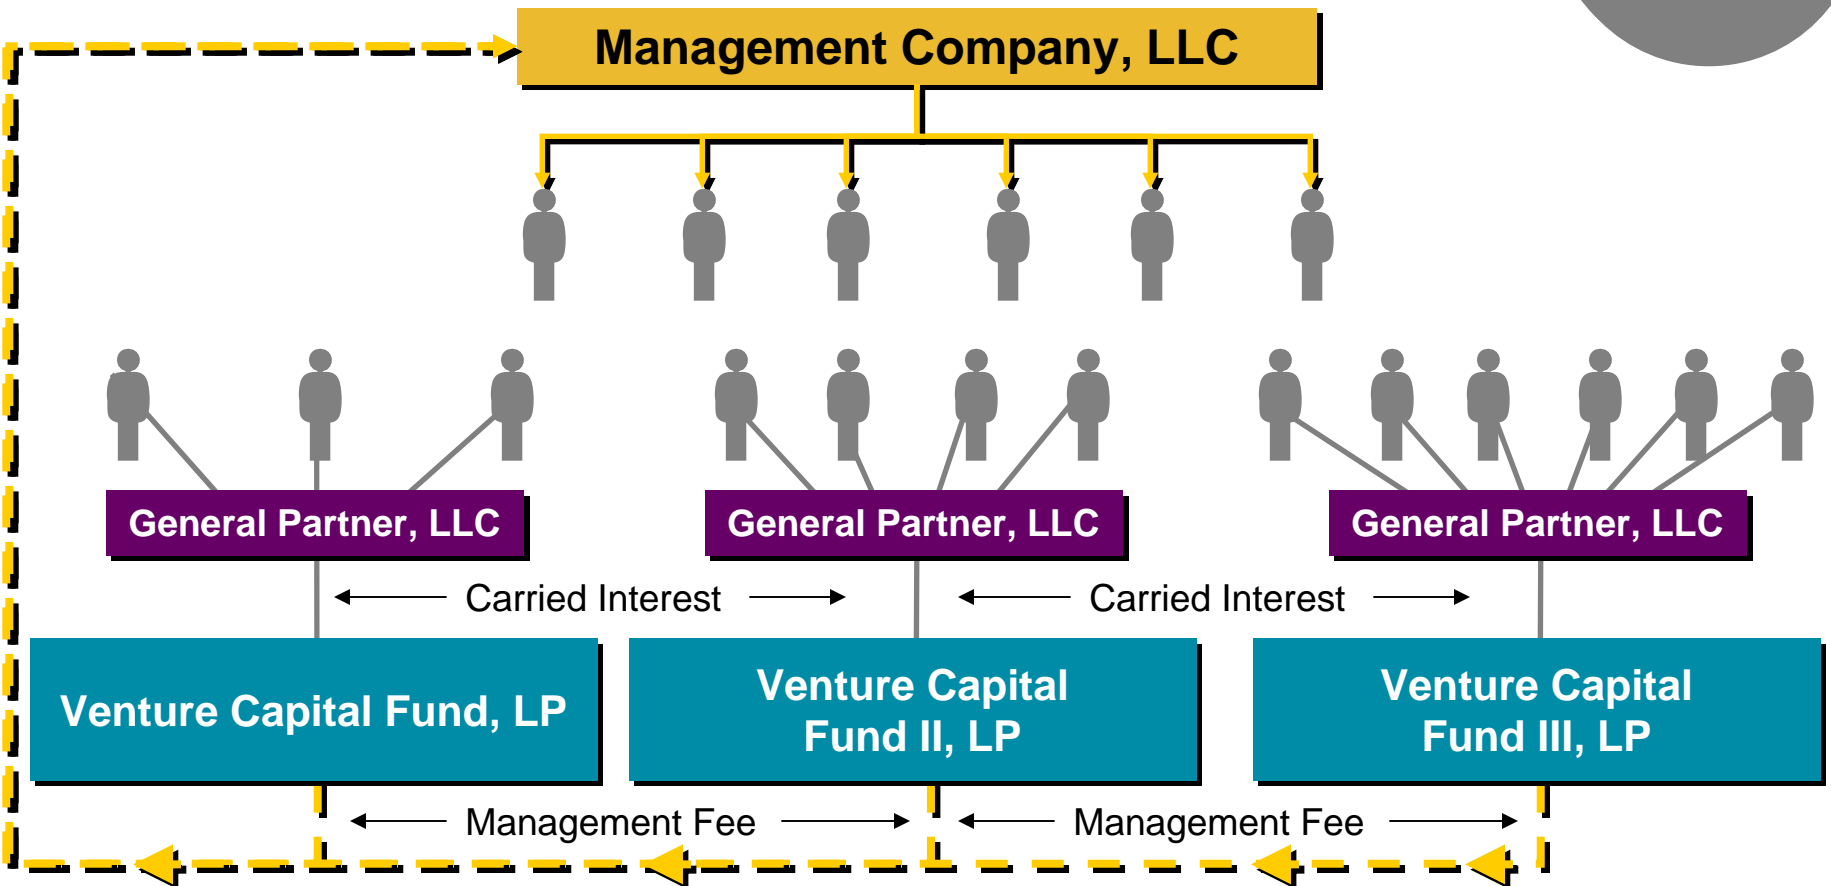 Management Company, LLC
General Partner, LLC
General Partner, LLC
General Partner, LLC
Carried Interest
Carried Interest
Venture Capital Fund, LP
Venture Capital
Fund II, LP
Venture Capital
Fund III, LP
Management Fee
Management Fee